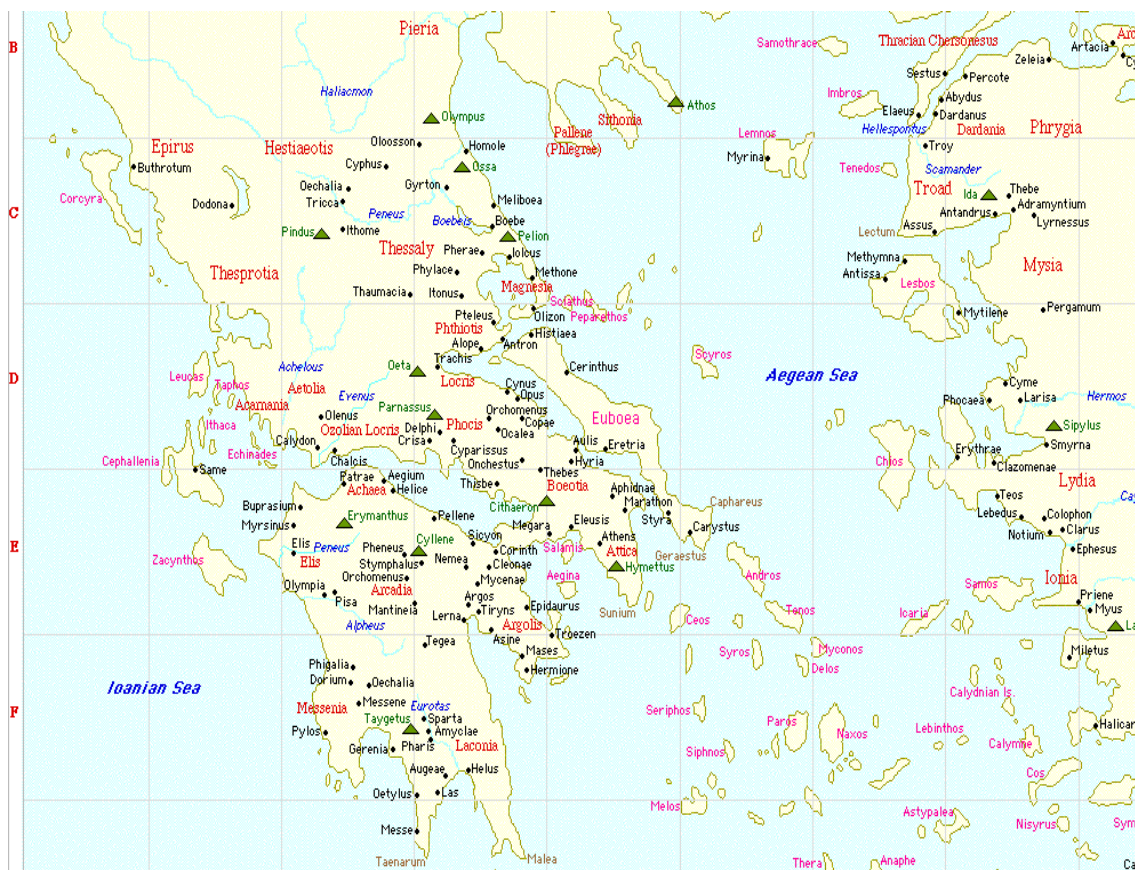 B
Pieria
Samothrace
Thracian Chersonesus
Artacia
Zeleia
Haliacmon
Sestus
Percote
Athos
Imbros
Abydus
Olympus
Sithonia
Elaeus
Dardanus
Pallene
(Phlegrae)
Hellespontus
Dardania
Phrygia
Epirus
Hestiaeotis
Oloosson
Homole
Lemnos
Troy
Buthrotum
Cyphus
Ossa
Myrina
Tenedos
Scamander
Corcyra
Oechalia
Gyrton
Troad
Ida
Thebe
Dodona
Tricca
Meliboea
Adramyntium
C
Peneus
Boebeis
Boebe
Antandrus
Lyrnessus
Pindus
Ithome
Pelion
Lectum
Assus
Thessaly
Pherae
Iolcus
Methymna
Mysia
Thesprotia
Phylace
Methone
Antissa
Lesbos
Thaumacia
Itonus
Magnesia
Sciathus
Olizon
Peparethos
Mytilene
Pergamum
Pteleus
Phthiotis
Histiaea
Alope
Antron
Scyros
Achelous
Oeta
Trachis
Cerinthus
Aegean Sea
D
Leucas
Taphos
Aetolia
Locris
Cyme
Evenus
Cynus
Opus
Phocaea
Larisa
Hermos
Acarnania
Olenus
Parnassus
Orchomenus
Euboea
Ithaca
Ozolian Locris
Delphi
Phocis
Copae
Sipylus
Crisa
Ocalea
Calydon
Cyparissus
Aulis
Eretria
Smyrna
Echinades
Chalcis
Onchestus
Hyria
Erythrae
Cephallenia
Same
Thebes
Chios
Clazomenae
Patrae
Aegium
Thisbe
Boeotia
Lydia
Achaea
Helice
Aphidnae
Teos
Buprasium
Cithaeron
Marathon
Caphareus
Lebedus
Colophon
Myrsinus
Erymanthus
Pellene
Megara
Eleusis
Styra
Carystus
Notium
Clarus
Elis
Peneus
Cyllene
Sicyon
Athens
E
Pheneus
Corinth
Salamis
Attica
Geraestus
Ephesus
Zacynthos
Elis
Stymphalus
Nemea
Cleonae
Hymettus
Orchomenus
Mycenae
Aegina
Andros
Samos
Ionia
Olympia
Arcadia
Pisa
Mantineia
Argos
Epidaurus
Sunium
Tenos
Icaria
Priene
Lerna
Tiryns
Ceos
Myus
Alpheus
Argolis
Asine
Troezen
La
Tegea
Mases
Syros
Myconos
Miletus
Phigalia
Hermione
Delos
Dorium
Oechalia
Calydnian Is.
Ioanian Sea
Messene
F
Messenia
Taygetus
Eurotas
Sparta
Seriphos
Paros
Naxos
Lebinthos
Halicar
Pylos
Amyclae
Gerenia
Pharis
Laconia
Siphnos
Calymne
Augeae
Helus
Cos
Oetylus
Las
Melos
Astypalea
Nisyrus
Sym
Messe
Taenarum
Malea
Thera
Anaphe